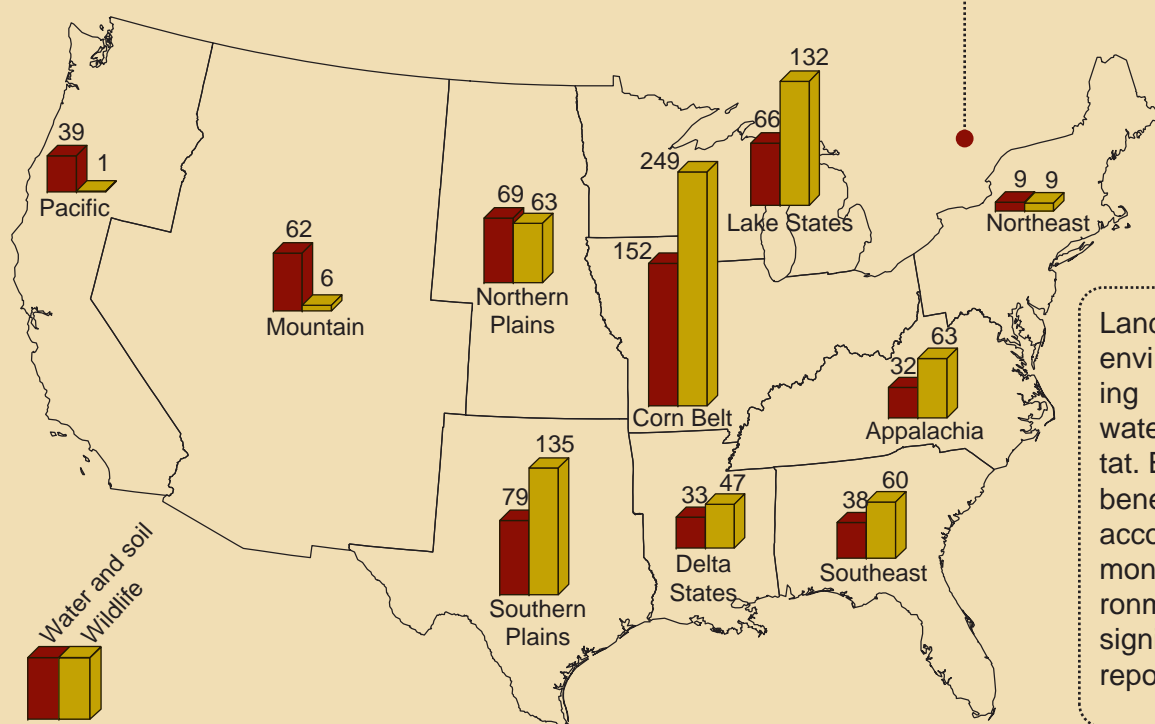 132
66
39
1
Pacific
249
9 9
Northeast
69 63
Lake States
62
6
Mountain
152
Northern
Plains
63
32
Appalachia
Corn Belt
135
79
Southern
Plains
33 47
Delta
States
60
38
Southeast
Water and soil
Wildlife
Land
envi
ing
wate
tat. E
bene
acco
mon
ronm
sign
repo